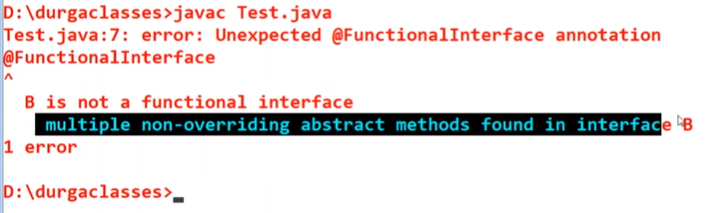 D:\durgaclasses>javac Test.java
Test.java:7: error: Unexpected @FunctionalInterface annotation
@FunctionalInterface
^
  B is not a functional interface
    multiple non-overriding abstract methods found in interface B
1 error
D:\durgaclasses>_